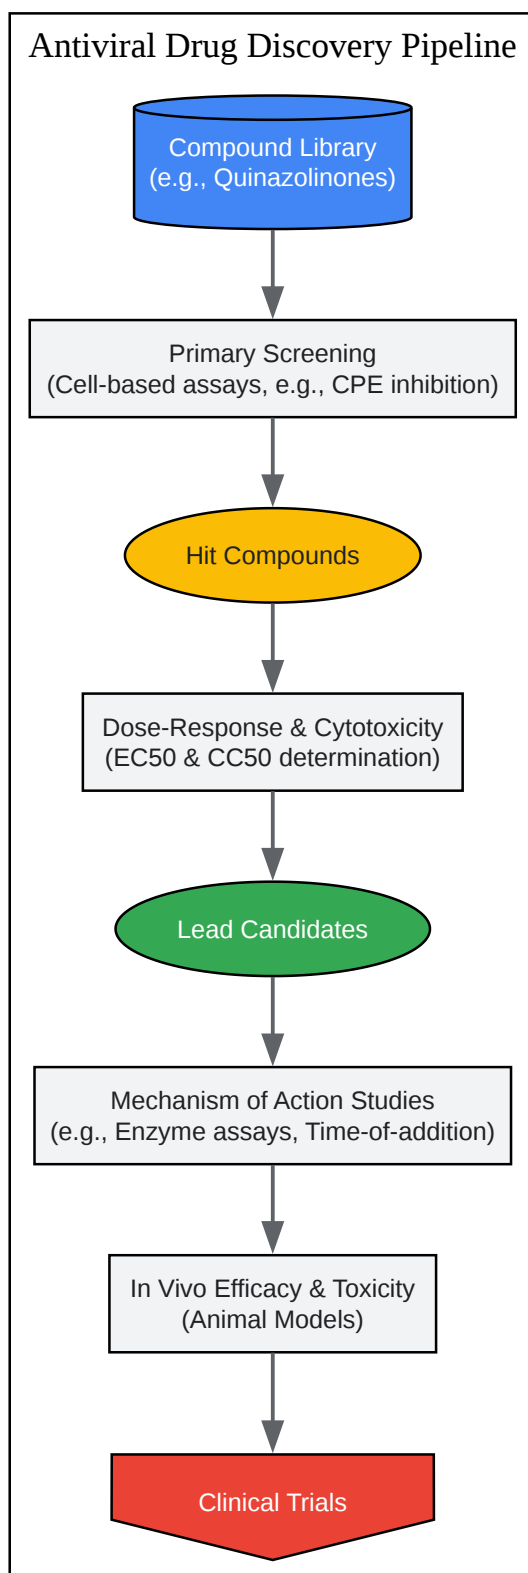 Antiviral Drug Discovery Pipeline
Compound Library
(e.g., Quinazolinones)
Primary Screening
(Cell-based assays, e.g., CPE inhibition)
Hit Compounds
Dose-Response & Cytotoxicity
(EC50 & CC50 determination)
Lead Candidates
Mechanism of Action Studies
(e.g., Enzyme assays, Time-of-addition)
In Vivo Efficacy & Toxicity
(Animal Models)
Clinical Trials